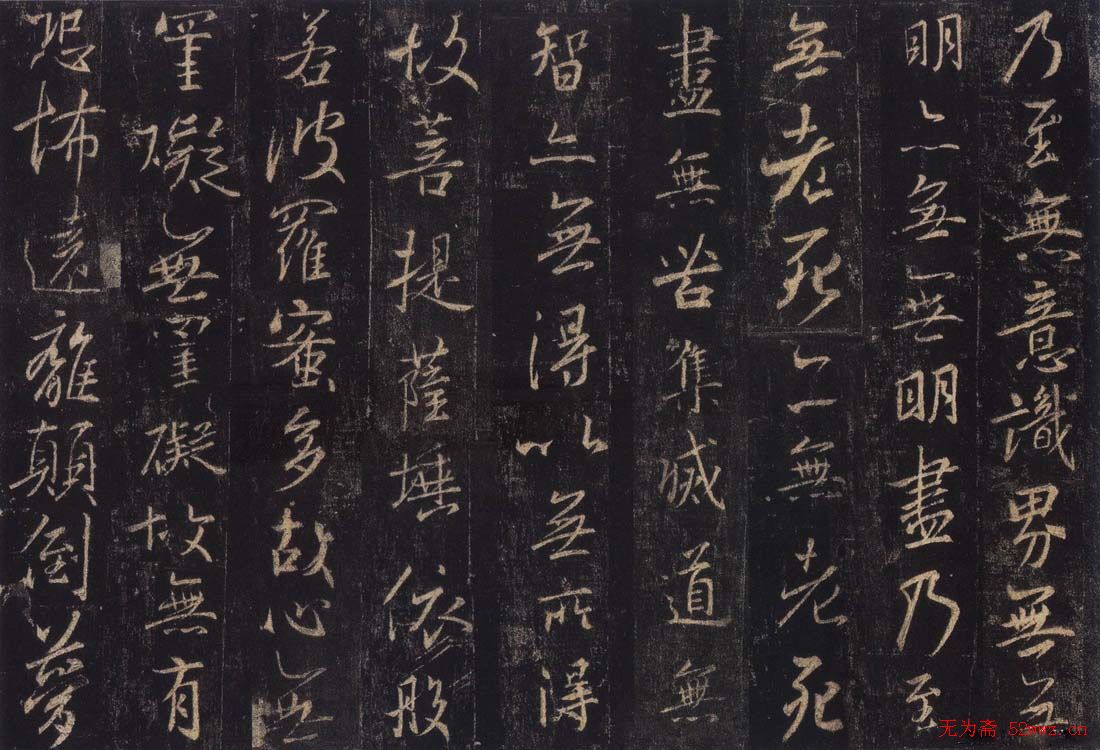 乃至無意識界無無
明亦無無明盡乃至
無老死亦無老死
盡無苦集滅道無
智亦無得以無所得
故菩提薩埵依般
若波羅蜜多故心無
罣礙無罣礙故無有
恐怖遠離顛倒夢
无为斋 52wwz.cn